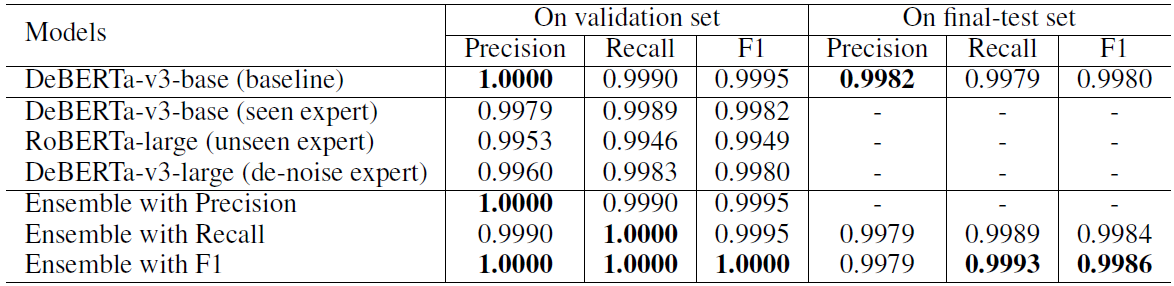 Models On validation set On final-test set
Precision Recall F1 Precision Recall F1
DeBERTa-v3-base (baseline) 1.0000 0.9990 0.9995 0.9982 0.9979 0.9980
DeBERTa-v3-base (seen expert) 0.9979 0.9989 0.9982 - - -
RoBERTa-large (unseen expert) 0.9953 0.9946 0.9949 - - -
DeBERTa-v3-large (de-noise expert) 0.9960 0.9983 0.9980 - - -
Ensemble with Precision 1.0000 0.9990 0.9995 - - -
Ensemble with Recall 0.9990 1.0000 0.9995 0.9979 0.9989 0.9984
Ensemble with F1 1.0000 1.0000 1.0000 0.9979 0.9993 0.9986